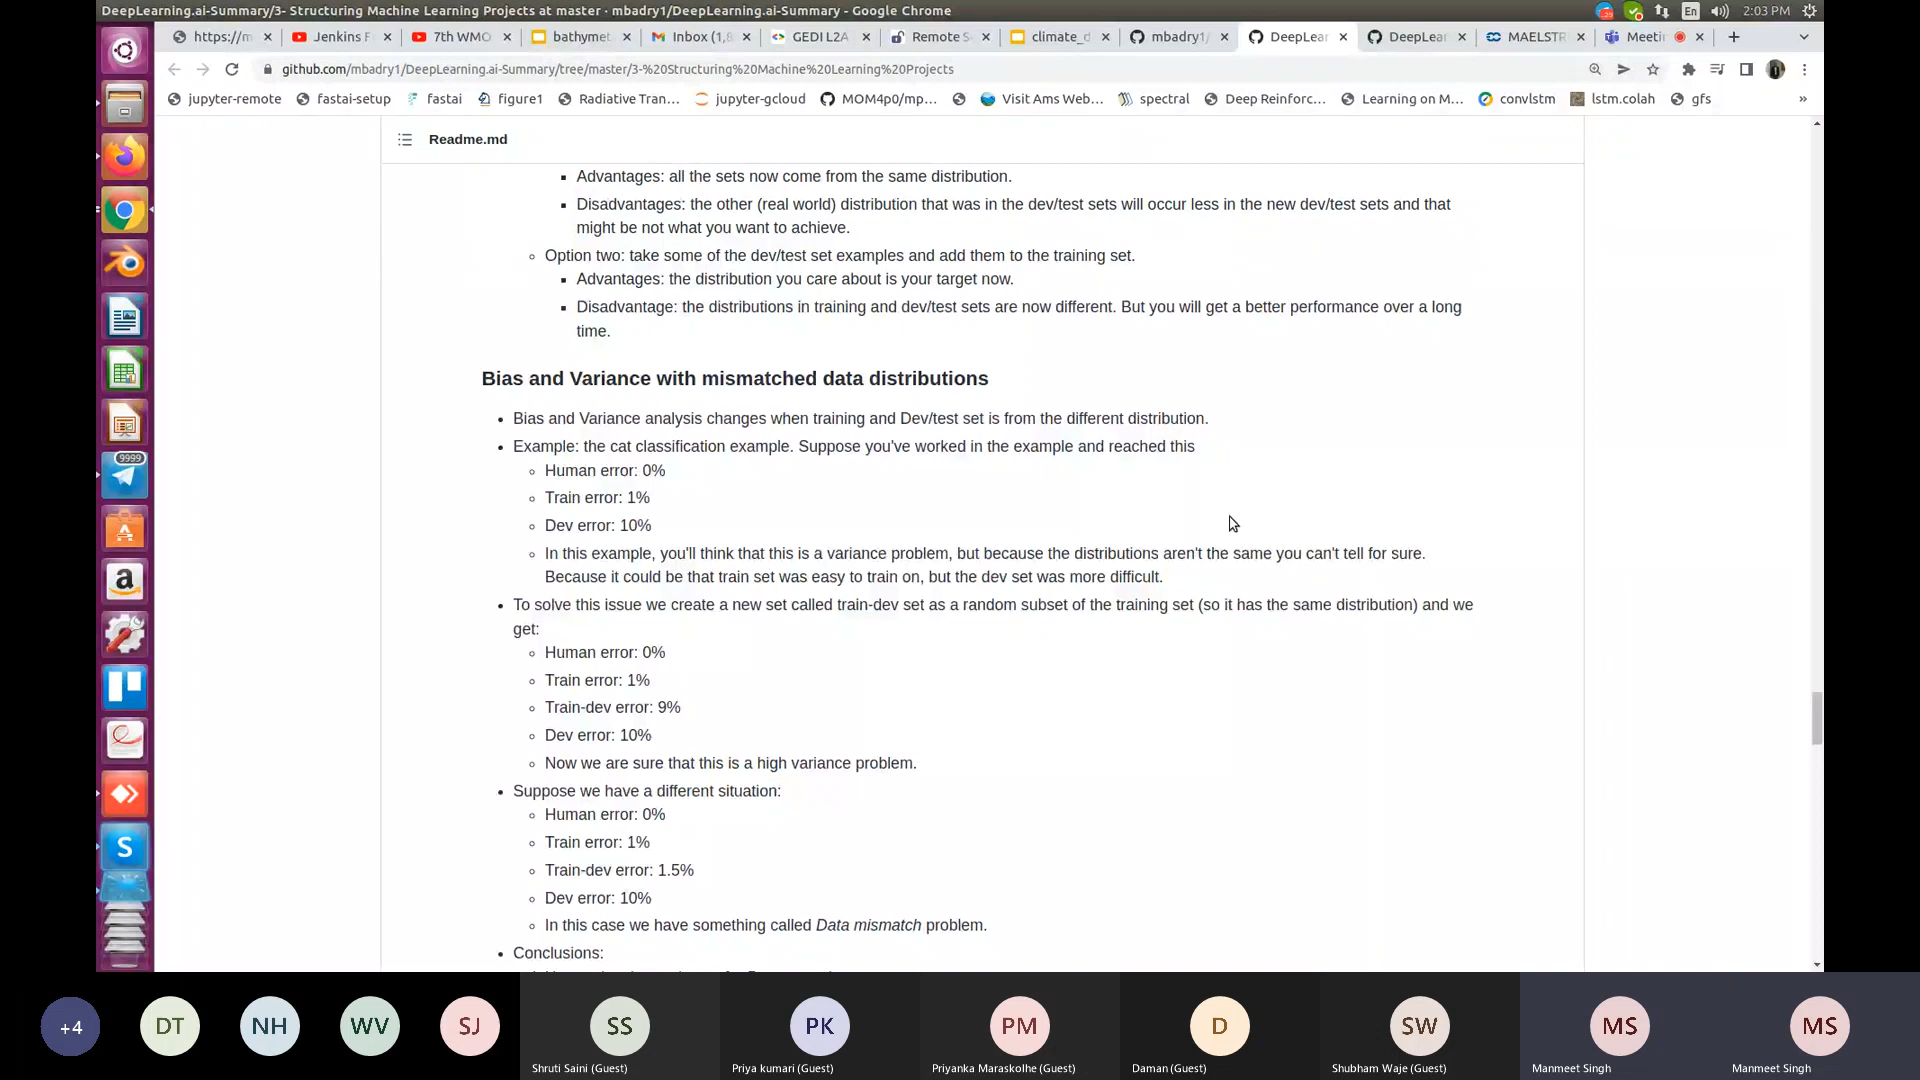 DeepLearning.ai-Summary/3- Structuring Machine Learning Projects at master · mbadry1/DeepLearning.ai-Summary - Google Chrome
En
2:03 PM
https://m
Jenkins F
7th WMO
bathymet
Inbox (1,
GEDI L2A
Remote S
climate_d
mbadry1/
DeepLear
DeepLear
MAELSTR
Meeti
github.com/mbadry1/DeepLearning.ai-Summary/tree/master/3-%20Structuring%20Machine%20Learning%20Projects
jupyter-remote
fastai-setup
fastai
figure1
Radiative Tran...
jupyter-gcloud
MOM4p0/mp...
Visit Ams Web...
spectral
Deep Reinforc...
Learning on M...
convlstm
lstm.colah
gfs
»
Readme.md
Advantages: all the sets now come from the same distribution.
Disadvantages: the other (real world) distribution that was in the dev/test sets will occur less in the new dev/test sets and that
might be not what you want to achieve.
Option two: take some of the dev/test set examples and add them to the training set.
Advantages: the distribution you care about is your target now.
Disadvantage: the distributions in training and dev/test sets are now different. But you will get a better performance over a long
time.
Bias and Variance with mismatched data distributions
Bias and Variance analysis changes when training and Dev/test set is from the different distribution.
Example: the cat classification example. Suppose you've worked in the example and reached this
Human error: 0%
Train error: 1%
Dev error: 10%
In this example, you'll think that this is a variance problem, but because the distributions aren't the same you can't tell for sure.
Because it could be that train set was easy to train on, but the dev set was more difficult.
To solve this issue we create a new set called train-dev set as a random subset of the training set (so it has the same distribution) and we
get:
Human error: 0%
Train error: 1%
Train-dev error: 9%
Dev error: 10%
Now we are sure that this is a high variance problem.
Suppose we have a different situation:
Human error: 0%
Train error: 1%
Train-dev error: 1.5%
Dev error: 10%
In this case we have something called Data mismatch problem.
Conclusions:
9999
+4
DT
NH
WV
SJ
SS
Shruti Saini (Guest)
PK
Priya kumari (Guest)
PM
Priyanka Maraskolhe (Guest)
D
Daman (Guest)
SW
Shubham Waje (Guest)
MS
Manmeet Singh
MS
Manmeet Singh